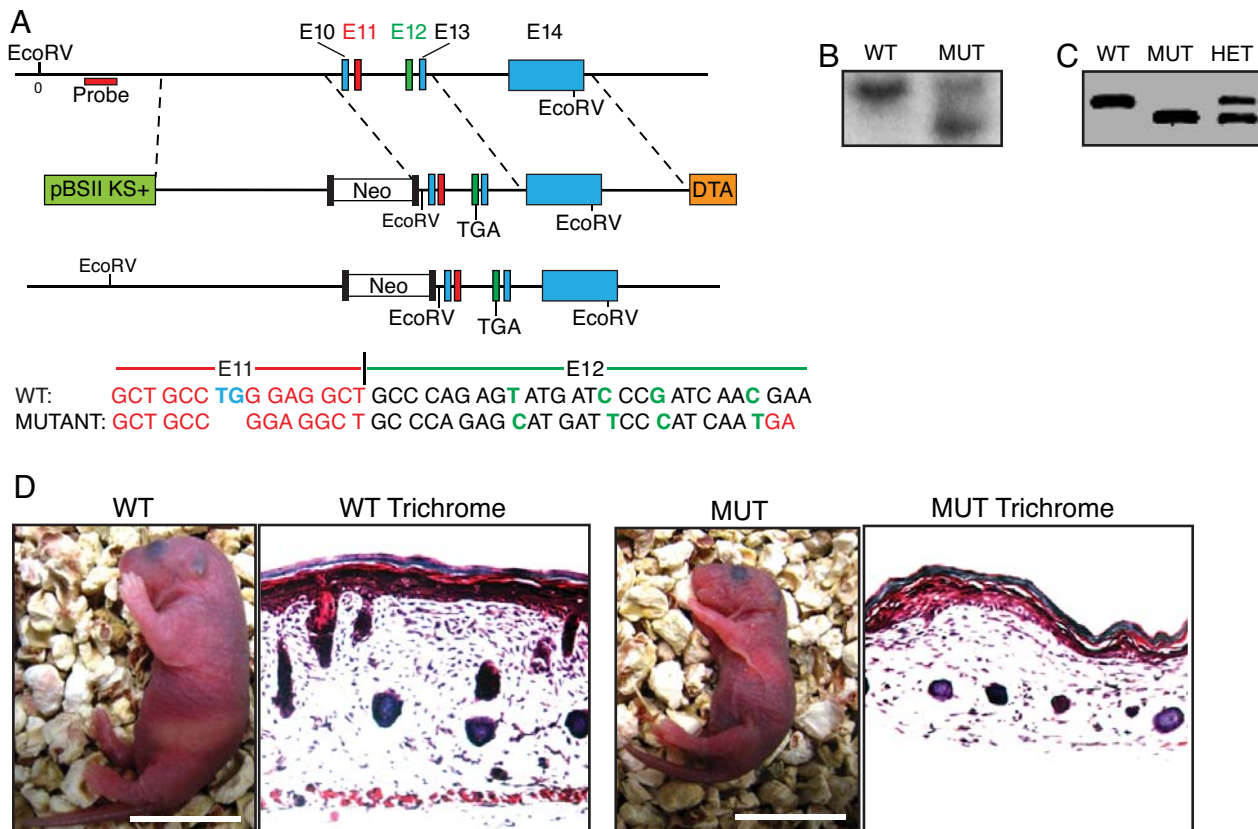 A
EcoRV
E10 E11 E12 E13 E14
0
Probe
EcoRV
pBSII KS+
Neo
DTA
EcoRV
TGA
EcoRV
EcoRV
Neo
EcoRV
TGA
EcoRV
E11
E12
WT: GCT GCC TGG GAG GCT GCC CAG AGT ATG ATC CCG ATC AAC GAA
MUTANT: GCT GCC GGA GGC T GC CCA GAG CAT GAT TCC CAT CAA TGA
B
WT MUT
C
WT MUT HET
D
WT
WT Trichrome
MUT
MUT Trichrome